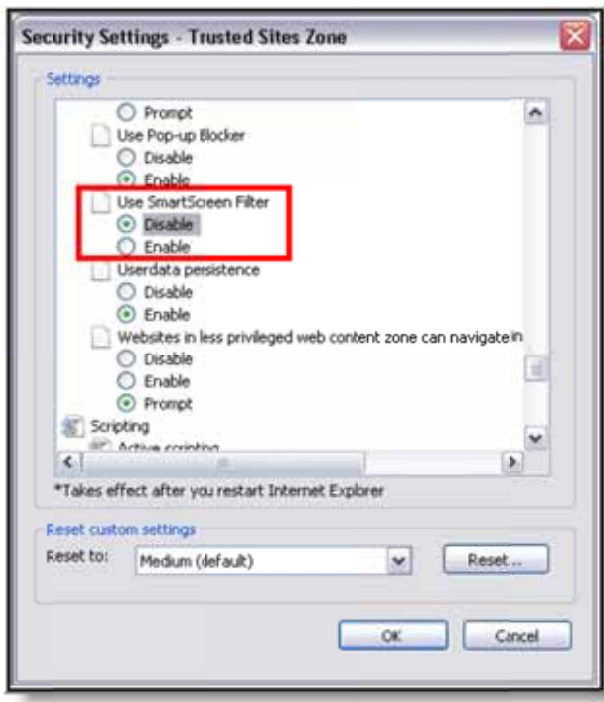 Security Settings - Trusted Sites Zone
Settings
Prompt
Use Pop-up Blocker
Disable
Enable
Use SmartScreen Filter
Disable
Enable
Userdata persistence
Disable
Enable
Websites in less privileged web content zone can navigate in
Disable
Enable
Prompt
Scripting
Active scripting
*Takes effect after you restart Internet Explorer
Reset custom settings
Reset to:
Medium (default)
Reset...
OK
Cancel